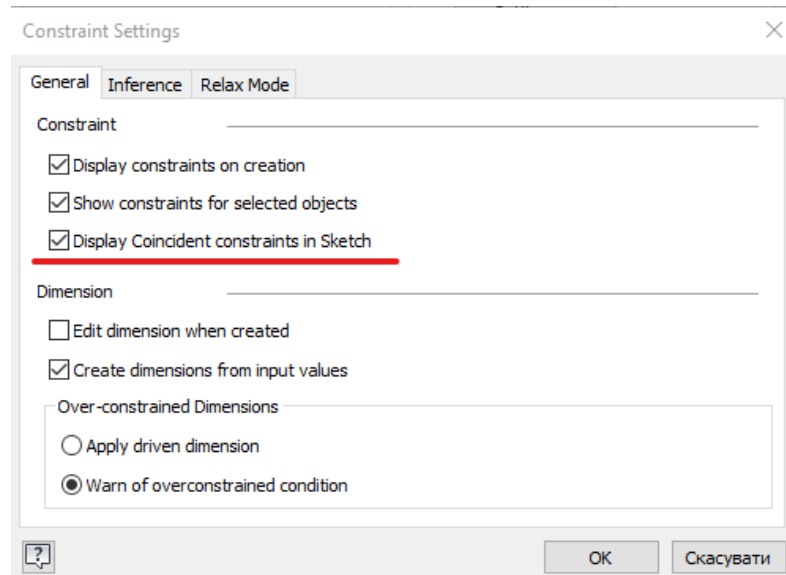 Constraint Settings
General Inference Relax Mode
Constraint
Display constraints on creation
Show constraints for selected objects
Display Coincident constraints in Sketch
Dimension
Edit dimension when created
Create dimensions from input values
Over-constrained Dimensions
Apply driven dimension
Warn of overconstrained condition
?
OK Скасувати